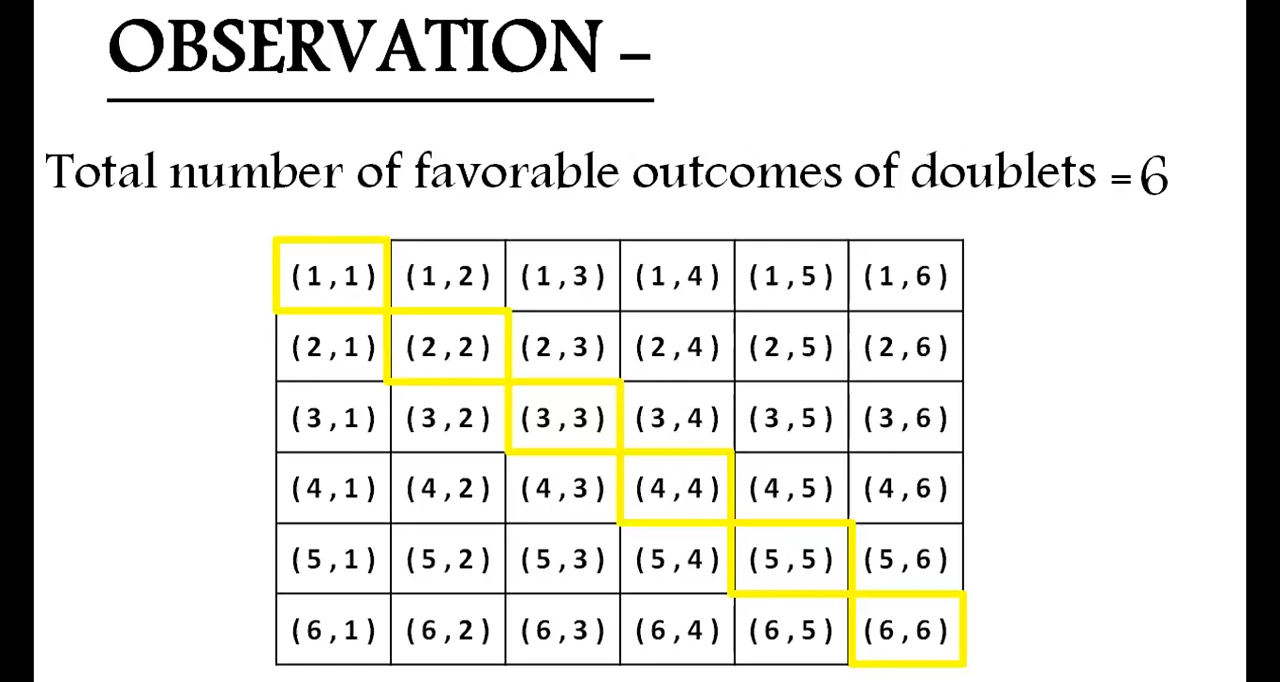 OBSERVATION –
Total number of favorable outcomes of doublets = 6
(1,1) (1,2) (1,3) (1,4) (1,5) (1,6)
(2,1) (2,2) (2,3) (2,4) (2,5) (2,6)
(3,1) (3,2) (3,3) (3,4) (3,5) (3,6)
(4,1) (4,2) (4,3) (4,4) (4,5) (4,6)
(5,1) (5,2) (5,3) (5,4) (5,5) (5,6)
(6,1) (6,2) (6,3) (6,4) (6,5) (6,6)